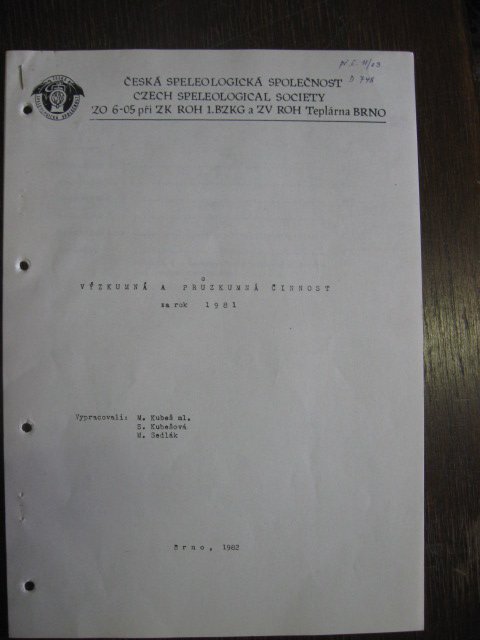 ČESKÁ SPELEOLOGICKÁ SPOLEČNOST
CZECH SPELEOLOGICAL SOCIETY
ZO 6-05 při ZK ROH I.BZKG a ZV ROH Teplárna BRNO
D 748
VÝZKUMNÁ A PRŮZKUMNÁ ČINNOST
za rok 1981
Vypracovali: M. Kubeš ml.
S. Kubešová
M. Sedlák
Brno, 1982